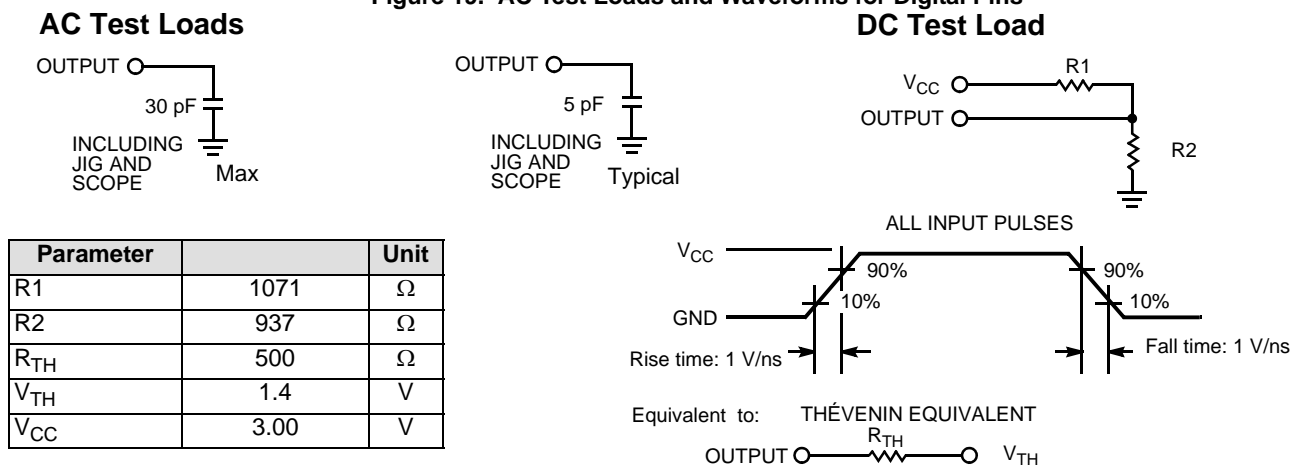 Figure 19. AC Test Loads and Waveforms for Digital Pins
AC Test Loads
DC Test Load
OUTPUT
30 pF
INCLUDING
JIG AND
SCOPE
Max
OUTPUT
5 pF
INCLUDING
JIG AND
SCOPE
Typical
VCC
R1
OUTPUT
R2
Parameter Unit
R1 1071 Ω
R2 937 Ω
RTH 500 Ω
VTH 1.4 V
VCC 3.00 V
ALL INPUT PULSES
VCC
90%
90%
10%
10%
GND
Rise time: 1 V/ns
Fall time: 1 V/ns
Equivalent to: THÉVENIN EQUIVALENT
RTH
OUTPUT
VTH